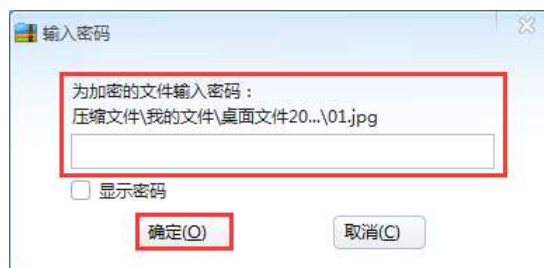 输入密码
为加密的文件输入密码：
压缩文件\我的文件\桌面文件20...\01.jpg
显示密码
确定(O)
取消(C)